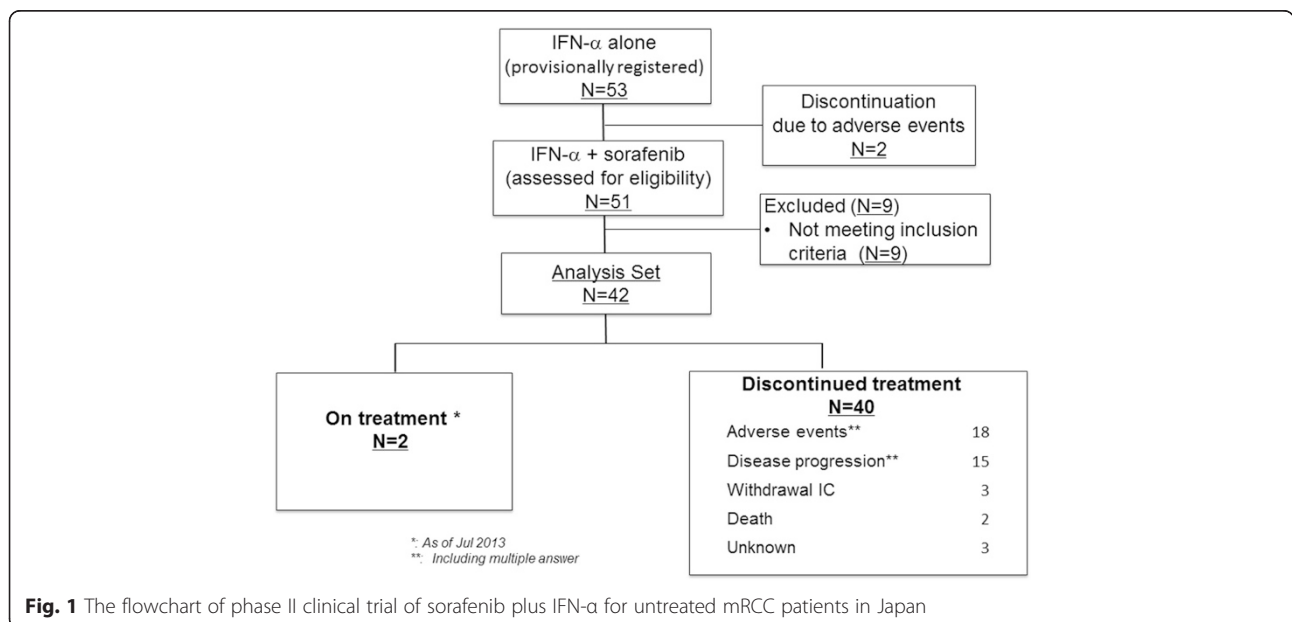 IFN-α alone
(provisionally registered)
N=53
Discontinuation
due to adverse events
N=2
IFN-α + sorafenib
(assessed for eligibility)
N=51
Excluded (N=9)
• Not meeting inclusion
criteria (N=9)
Analysis Set
N=42
On treatment *
N=2
Discontinued treatment
N=40
Adverse events** 18
Disease progression** 15
Withdrawal IC 3
Death 2
Unknown 3
*: As of Jul 2013
**: Including multiple answer
Fig. 1 The flowchart of phase II clinical trial of sorafenib plus IFN-α for untreated mRCC patients in Japan